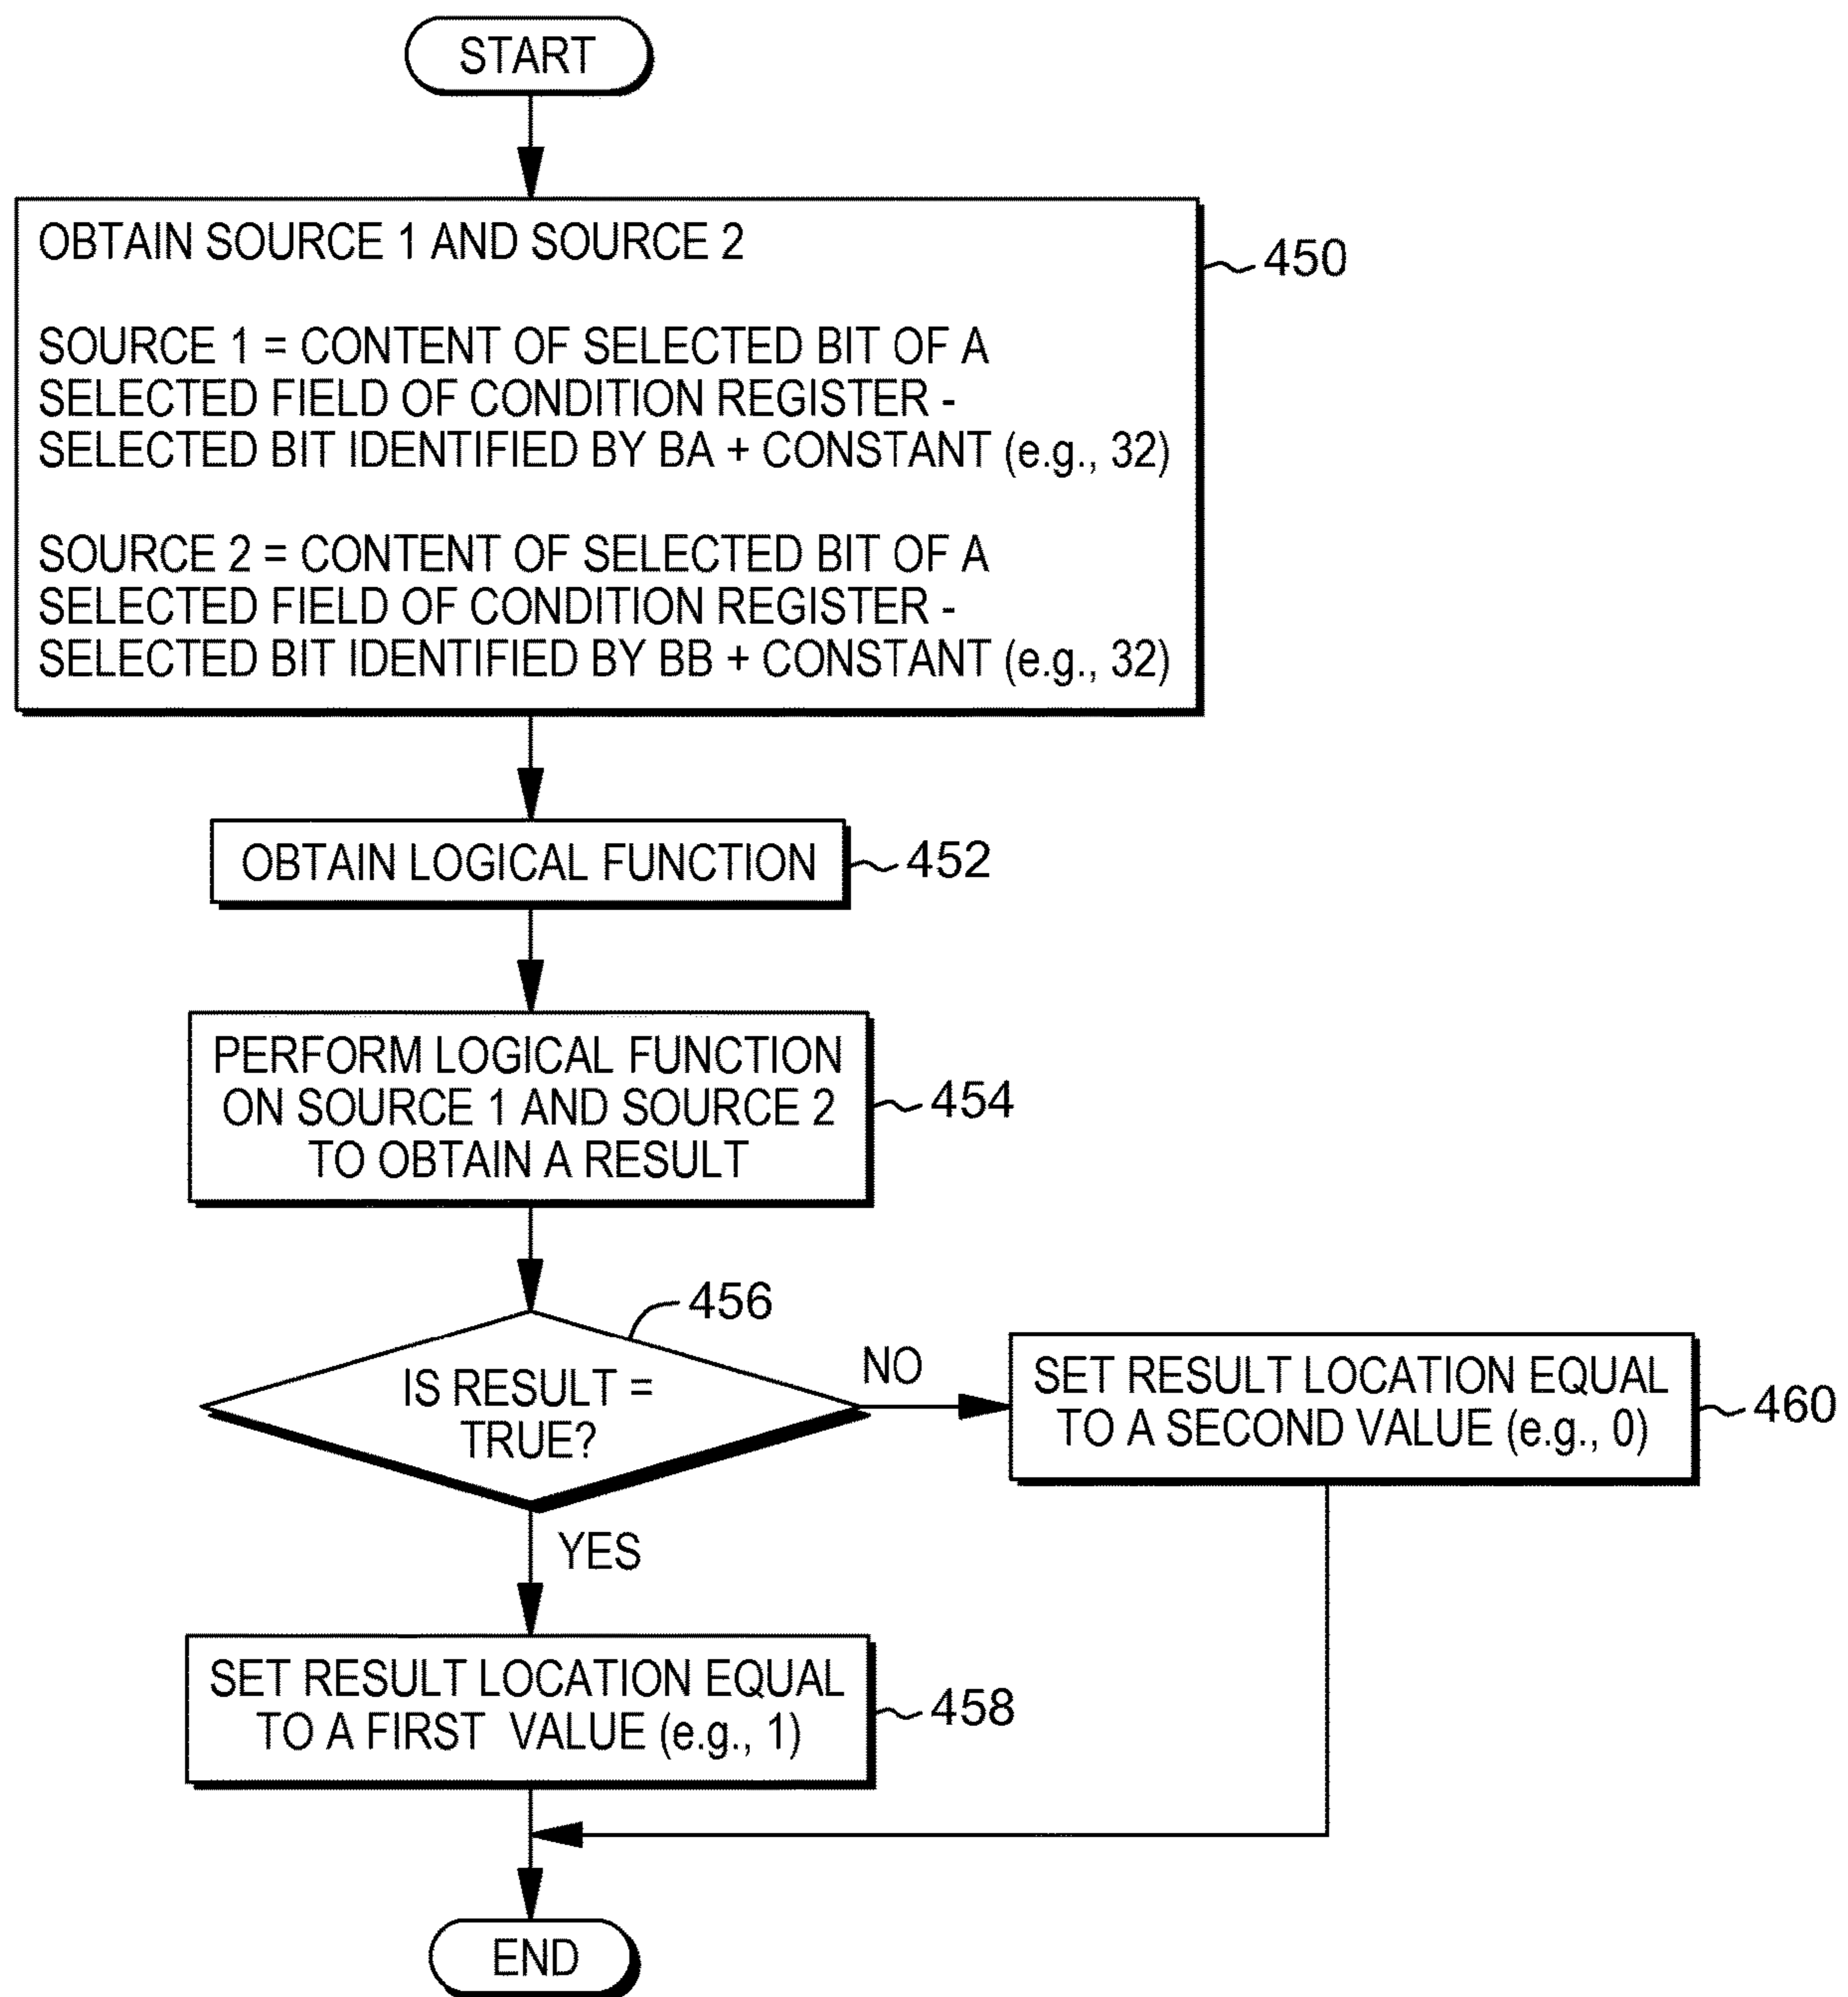 START
OBTAIN SOURCE 1 AND SOURCE 2
SOURCE 1 = CONTENT OF SELECTED BIT OF A
SELECTED FIELD OF CONDITION REGISTER -
SELECTED BIT IDENTIFIED BY BA + CONSTANT (e.g., 32)
SOURCE 2 = CONTENT OF SELECTED BIT OF A
SELECTED FIELD OF CONDITION REGISTER -
SELECTED BIT IDENTIFIED BY BB + CONSTANT (e.g., 32)
450
OBTAIN LOGICAL FUNCTION
452
PERFORM LOGICAL FUNCTION
ON SOURCE 1 AND SOURCE 2
TO OBTAIN A RESULT
454
456
IS RESULT =
TRUE?
NO
SET RESULT LOCATION EQUAL
TO A SECOND VALUE (e.g., 0)
460
YES
SET RESULT LOCATION EQUAL
TO A FIRST VALUE (e.g., 1)
458
END